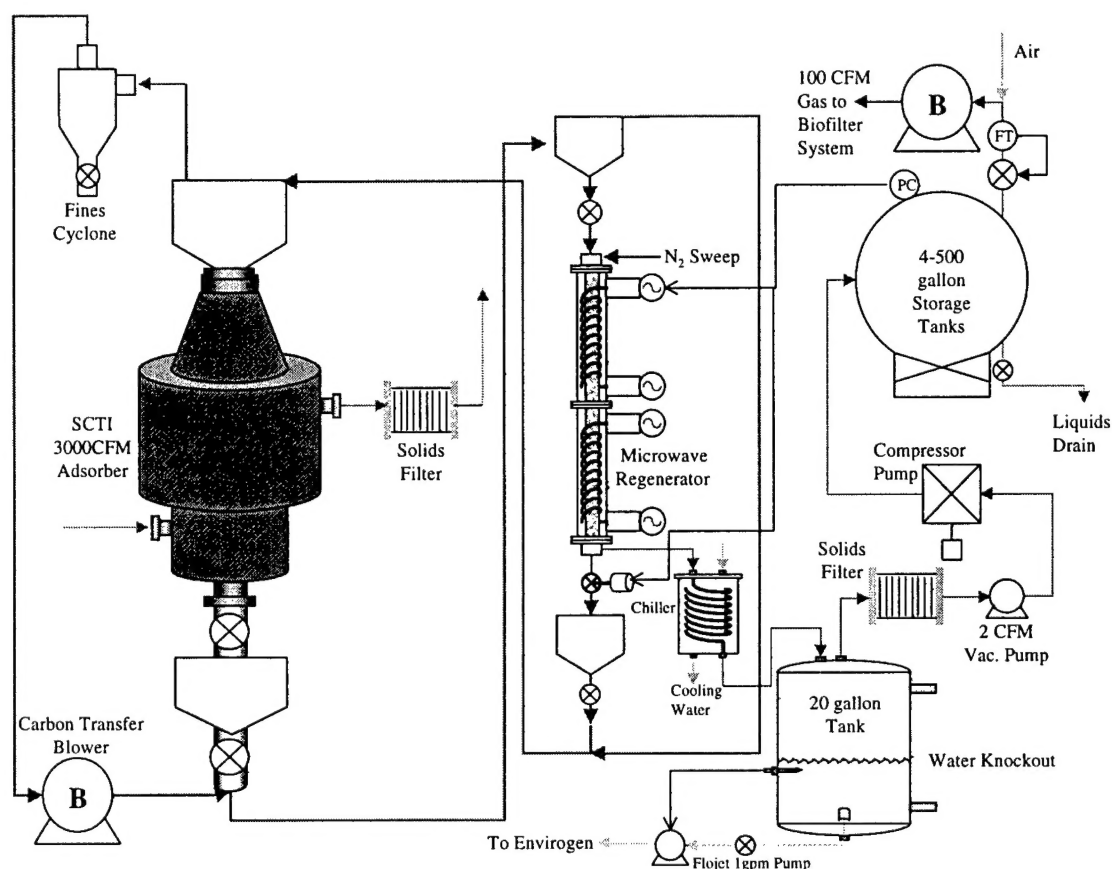 Air
100 CFM
Gas to
Biofilter
System
B
FT
PC
Fines
Cyclone
N2 Sweep
4-500
gallon
Storage
Tanks
SCTI
3000CFM
Adsorber
Solids
Filter
Microwave
Regenerator
Liquids
Drain
Compressor
Pump
Solids
Filter
Chiller
2 CFM
Vac. Pump
Cooling
Water
20 gallon
Tank
Carbon Transfer
Blower
B
Water Knockout
To Envirogen
Flojet 1gpm Pump